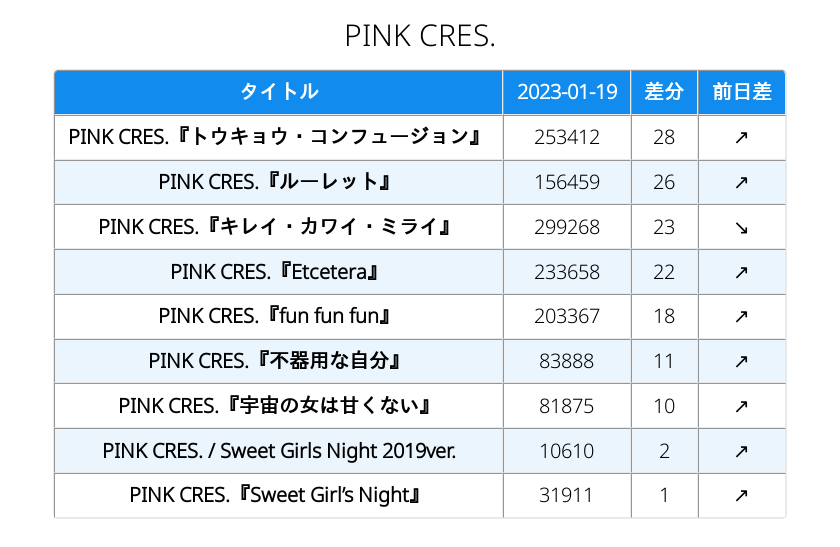 PINK CRES.
タイトル 2023-01-19 差分 前日差
PINK CRES.『トウキョウ・コンフュージョン』 253412 28 ↗
PINK CRES.『ルーレット』 156459 26 ↗
PINK CRES.『キレイ・カワイ・ミライ』 299268 23 ↘
PINK CRES.『Etcetera』 233658 22 ↗
PINK CRES.『fun fun fun』 203367 18 ↗
PINK CRES.『不器用な自分』 83888 11 ↗
PINK CRES.『宇宙の女は甘くない』 81875 10 ↗
PINK CRES. / Sweet Girls Night 2019ver. 10610 2 ↗
PINK CRES.『Sweet Girl’s Night』 31911 1 ↗